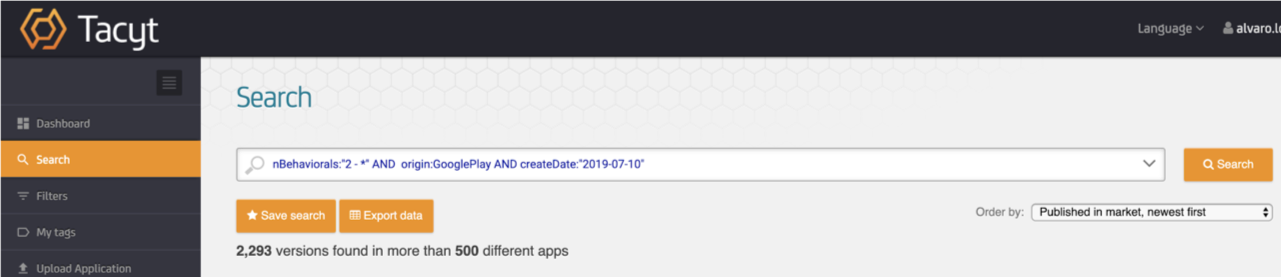 Tacyt
Language
alvaro.lo
Search
Dashboard
Search
nBehaviorals:"2 - *" AND origin:GooglePlay AND createDate:"2019-07-10"
Search
Filters
Save search
Export data
Order by:
Published in market, newest first
My tags
2,293 versions found in more than 500 different apps
Upload Application